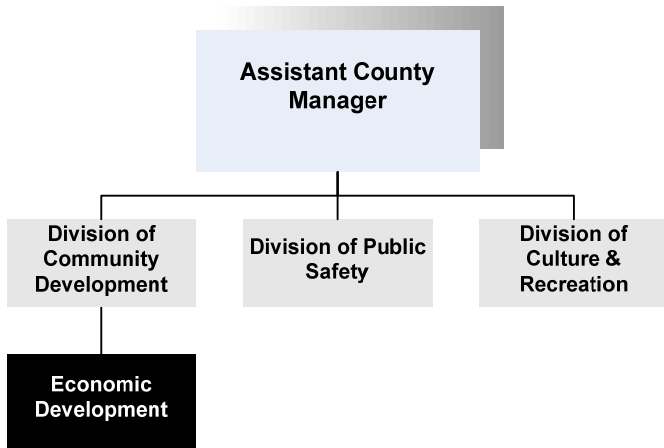 Assistant County
Manager
Division of
Community
Development
Division of Public
Safety
Division of
Culture &
Recreation
Economic
Development